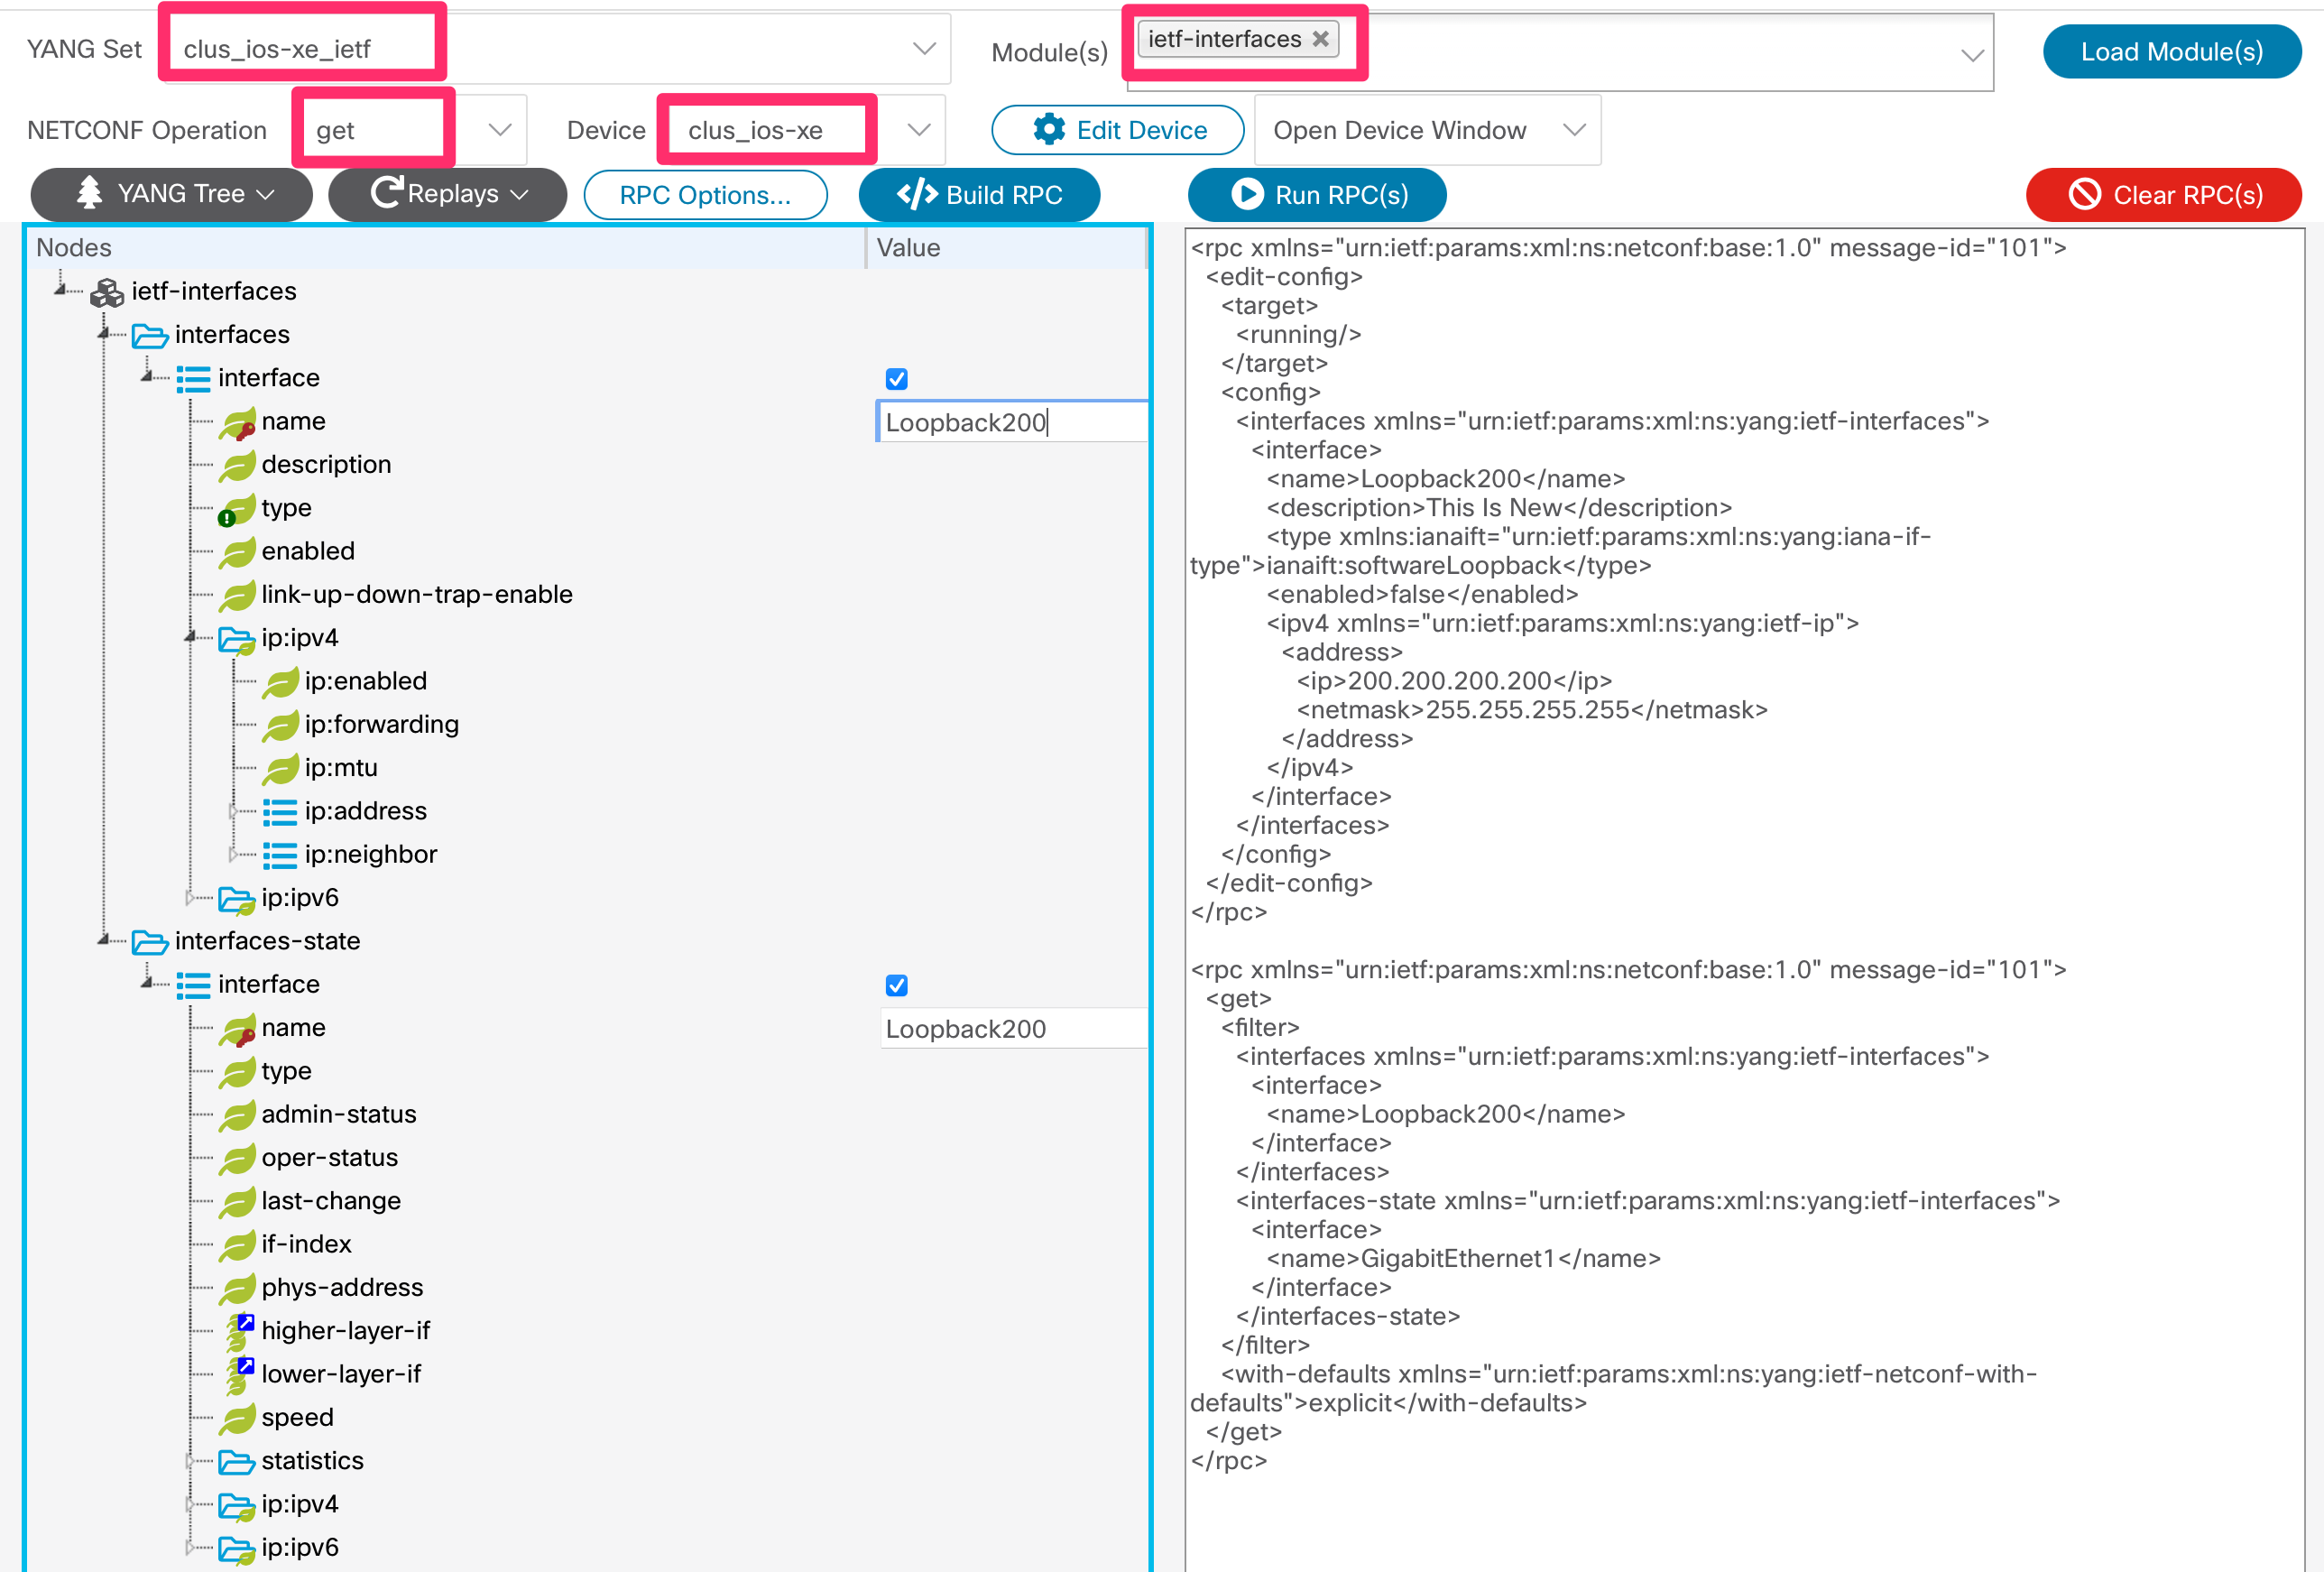 YANG Set clus_ios-xe_ietf Module(s) ietf-interfaces Load Module(s)
NETCONF Operation get Device clus_ios-xe Edit Device Open Device Window
YANG Tree Replays RPC Options... </> Build RPC Run RPC(s) Clear RPC(s)
Nodes Value
ietf-interfaces
interfaces
interface
name Loopback200
description
type
enabled
link-up-down-trap-enable
ip:ipv4
ip:enabled
ip:forwarding
ip:mtu
ip:address
ip:neighbor
ip:ipv6
interfaces-state
interface
name Loopback200
type
admin-status
oper-status
last-change
if-index
phys-address
higher-layer-if
lower-layer-if
speed
statistics
ip:ipv4
ip:ipv6
<rpc xmlns="urn:ietf:params:xml:ns:netconf:base:1.0" message-id="101">
<edit-config>
<target>
<running/>
</target>
<config>
<interfaces xmlns="urn:ietf:params:xml:ns:yang:ietf-interfaces">
<interface>
<name>Loopback200</name>
<description>This Is New</description>
<type xmlns:ianaift="urn:ietf:params:xml:ns:yang:iana-if-
type">ianaift:softwareLoopback</type>
<enabled>false</enabled>
<ipv4 xmlns="urn:ietf:params:xml:ns:yang:ietf-ip">
<address>
<ip>200.200.200.200</ip>
<netmask>255.255.255.255</netmask>
</address>
</ipv4>
</interface>
</interfaces>
</config>
</edit-config>
</rpc>
<rpc xmlns="urn:ietf:params:xml:ns:netconf:base:1.0" message-id="101">
<get>
<filter>
<interfaces xmlns="urn:ietf:params:xml:ns:yang:ietf-interfaces">
<interface>
<name>Loopback200</name>
</interface>
</interfaces>
<interfaces-state xmlns="urn:ietf:params:xml:ns:yang:ietf-interfaces">
<interface>
<name>GigabitEthernet1</name>
</interface>
</interfaces-state>
</filter>
<with-defaults xmlns="urn:ietf:params:xml:ns:yang:ietf-netconf-with-
defaults">explicit</with-defaults>
</get>
</rpc>